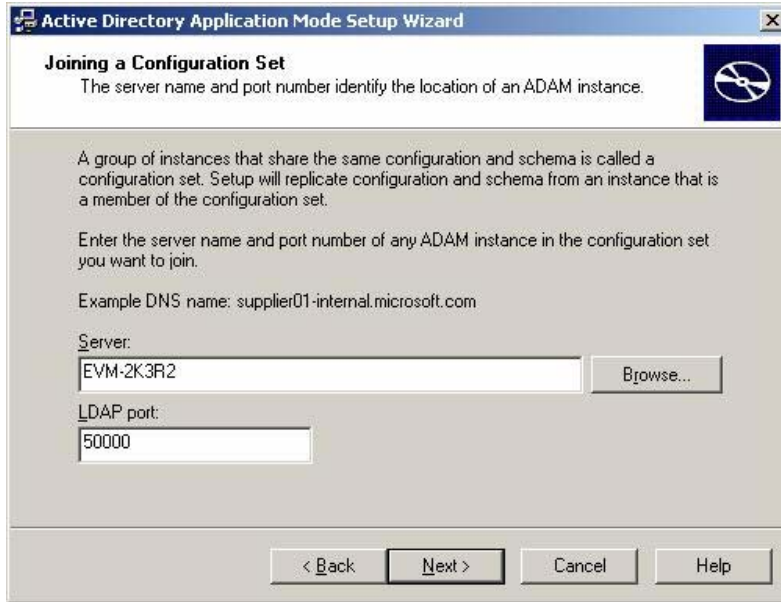 Active Directory Application Mode Setup Wizard
Joining a Configuration Set
The server name and port number identify the location of an ADAM instance.
A group of instances that share the same configuration and schema is called a
configuration set. Setup will replicate configuration and schema from an instance that is
a member of the configuration set.
Enter the server name and port number of any ADAM instance in the configuration set
you want to join.
Example DNS name: supplier01-internal.microsoft.com
Server:
EVM-2K3R2
Browse...
LDAP port:
50000
< Back
Next >
Cancel
Help